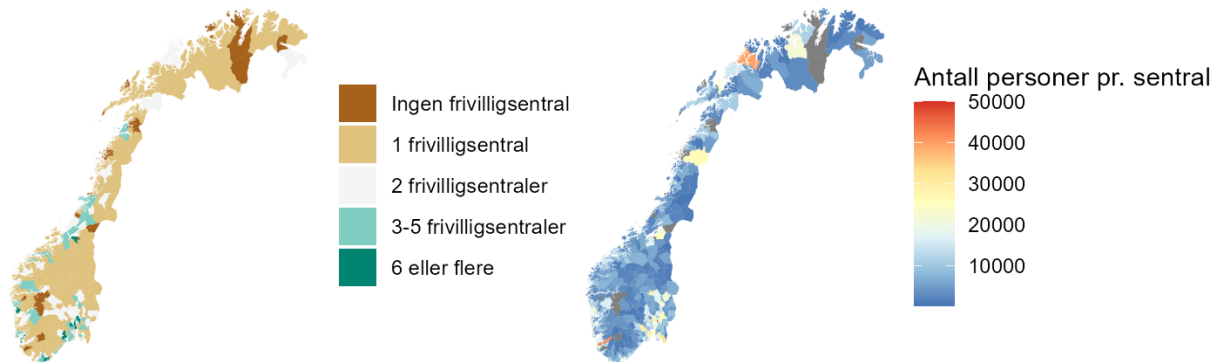 Ingen frivilligsentral
1 frivilligsentral
2 frivilligsentraler
3-5 frivilligsentraler
6 eller flere
Antall personer pr. sentral
50000
40000
30000
20000
10000